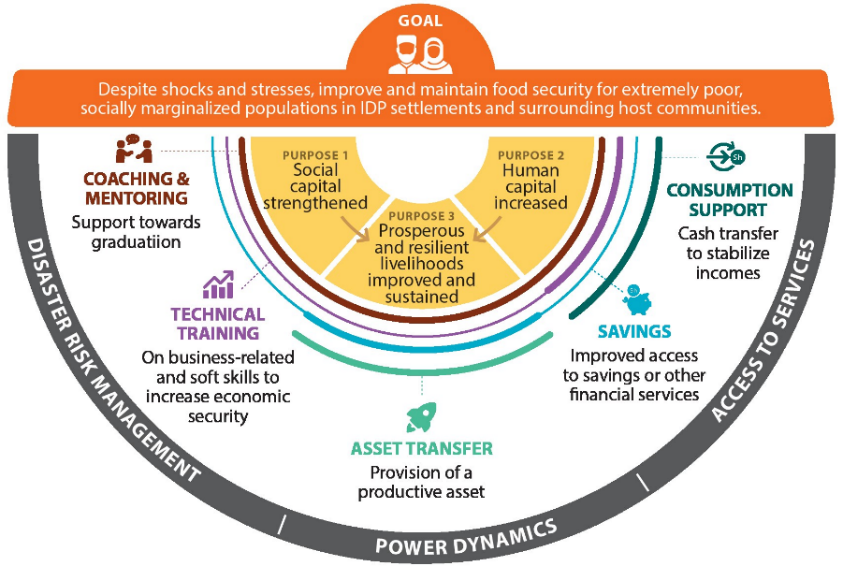 GOAL
Despite shocks and stresses, improve and maintain food security for extremely poor,
socially marginalized populations in IDP settlements and surrounding host communities.
PURPOSE 1
Social
capital
strengthened
PURPOSE 2
Human
capital
increased
PURPOSE 3
Prosperous
and resilient
livelihoods
improved and
sustained
COACHING &
MENTORING
Support towards
graduatiion
TECHNICAL
TRAINING
On business-related
and soft skills to
increase economic
security
ASSET TRANSFER
Provision of a
productive asset
Sh
SAVINGS
Improved access
to savings or other
financial services
Sh
CONSUMPTION
SUPPORT
Cash transfer
to stabilize
incomes
DISASTER RISK MANAGEMENT
POWER DYNAMICS
ACCESS TO SERVICES